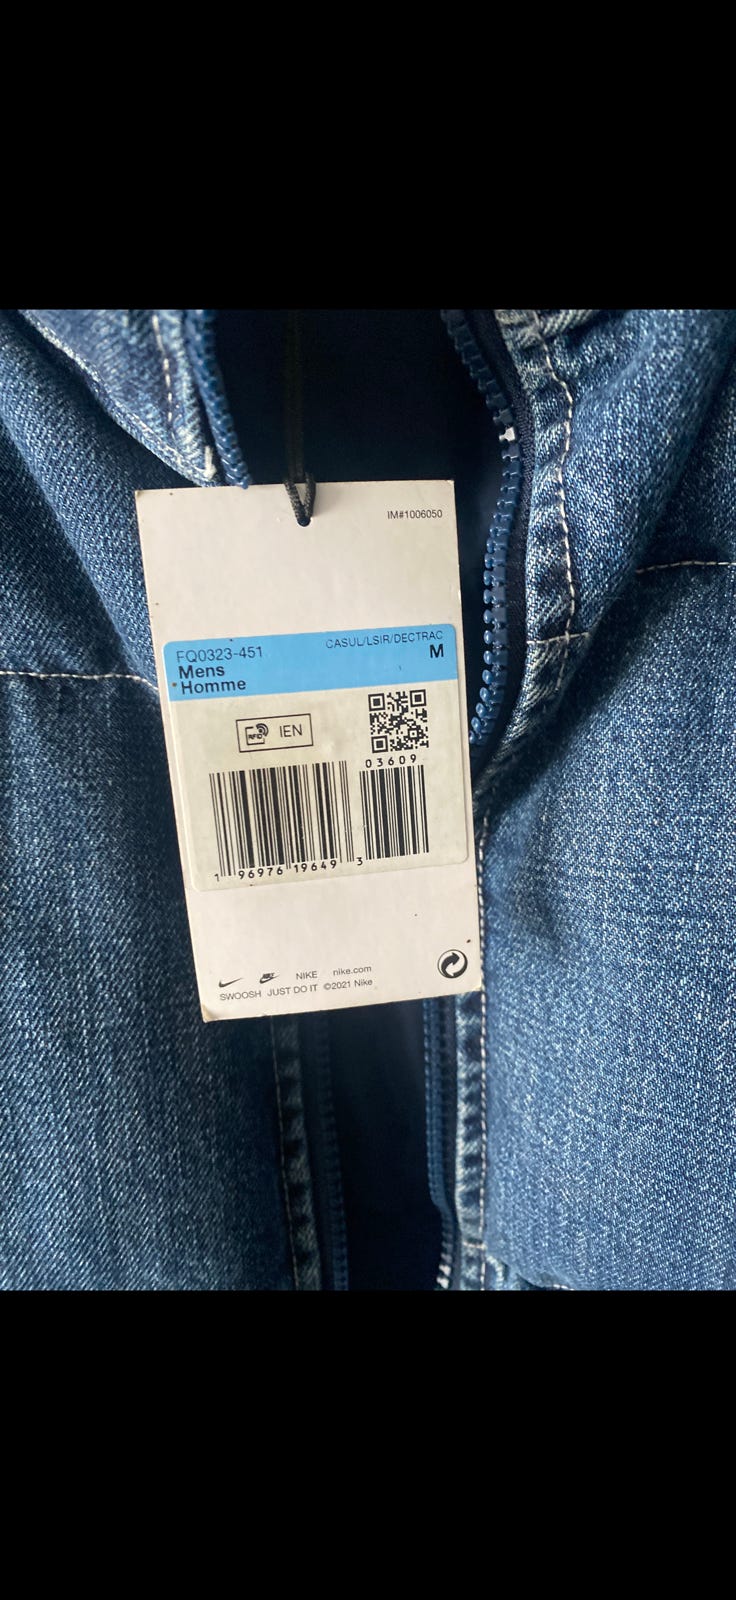 IM#1006050
FQ0323-451
CASUL/LSIR/DECTRAC
Mens
M
Homme
RFID
IEN
03609
1 96976 19649 3
NIKE nike.com
SWOOSH JUST DO IT ©2021 Nike